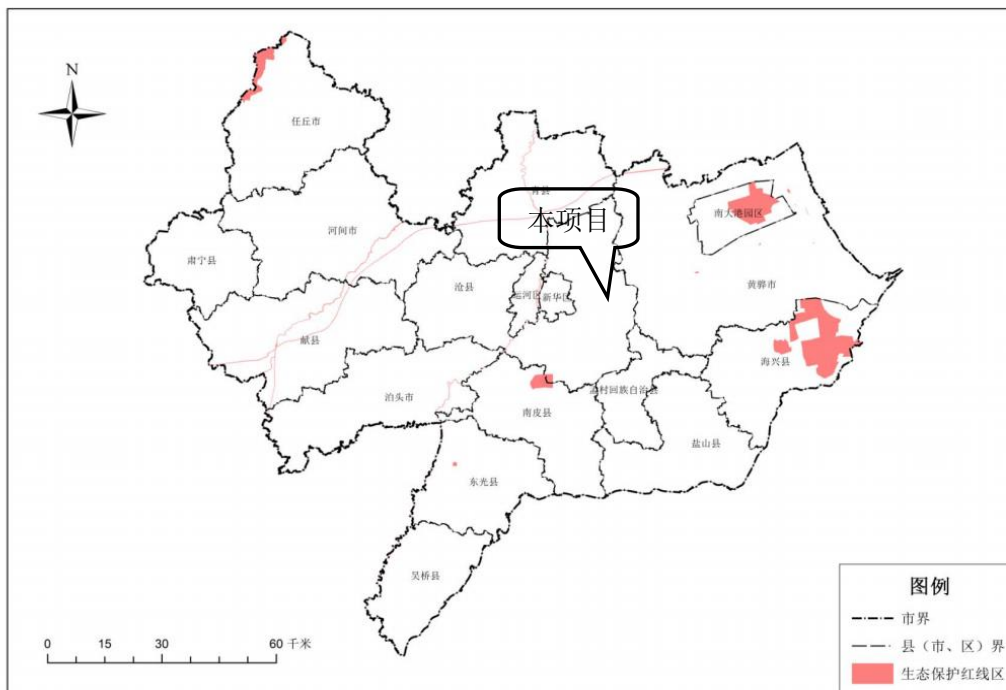 N
任丘市
青县
本项目
南大港园区
河间市
肃宁县
沧县
运河区
新华区
黄骅市
献县
海兴县
泊头市
孟村回族自治县
南皮县
盐山县
东光县
吴桥县
图例
市界
县（市、区）界
生态保护红线区
0 15 30 60 千米